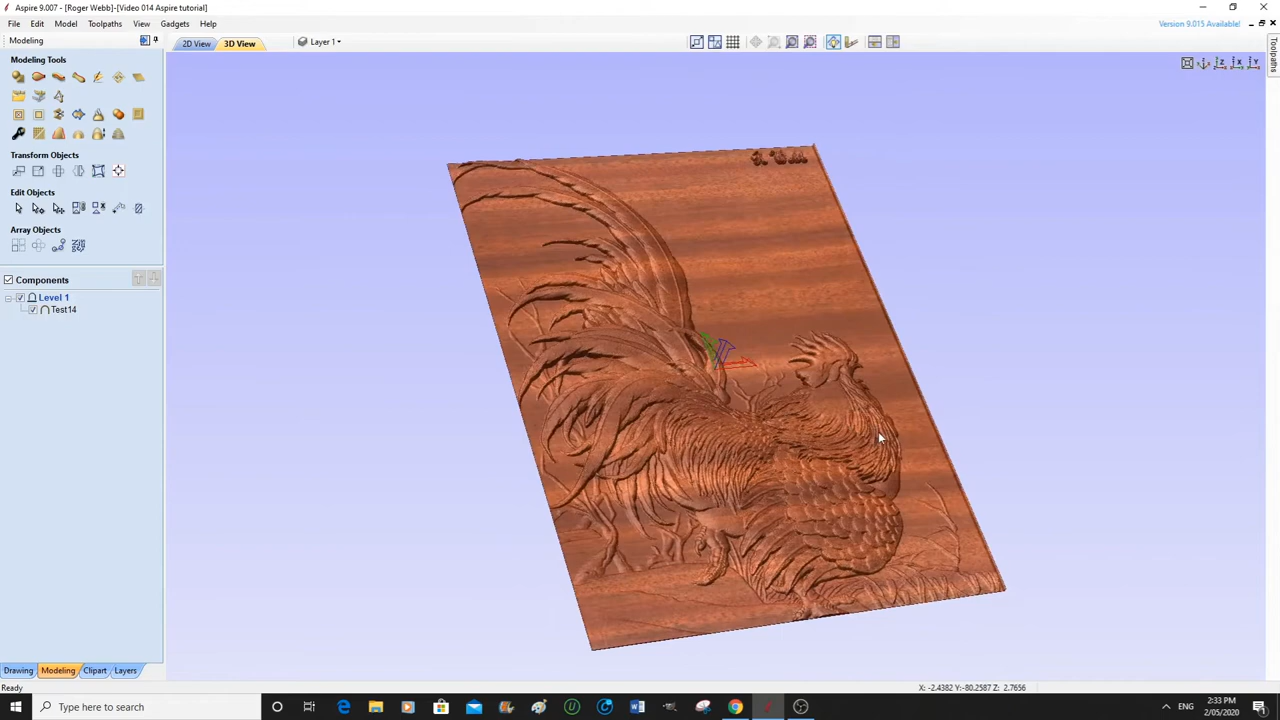 Aspire 9.007 - [Roger Webb]-[Video 014 Aspire tutorial]
File Edit Model Toolpaths View Gadgets Help
Version 9.015 Available!
Modeling
2D View 3D View Layer 1
Toolpaths
Modeling Tools
Transform Objects
Edit Objects
Array Objects
Components
Level 1
Test14
Drawing Modeling Clipart Layers
Ready
X: -2.4382 Y:-80.2587 Z: 2.7656
Type here to search
ENG
2:33 PM
2/05/2020